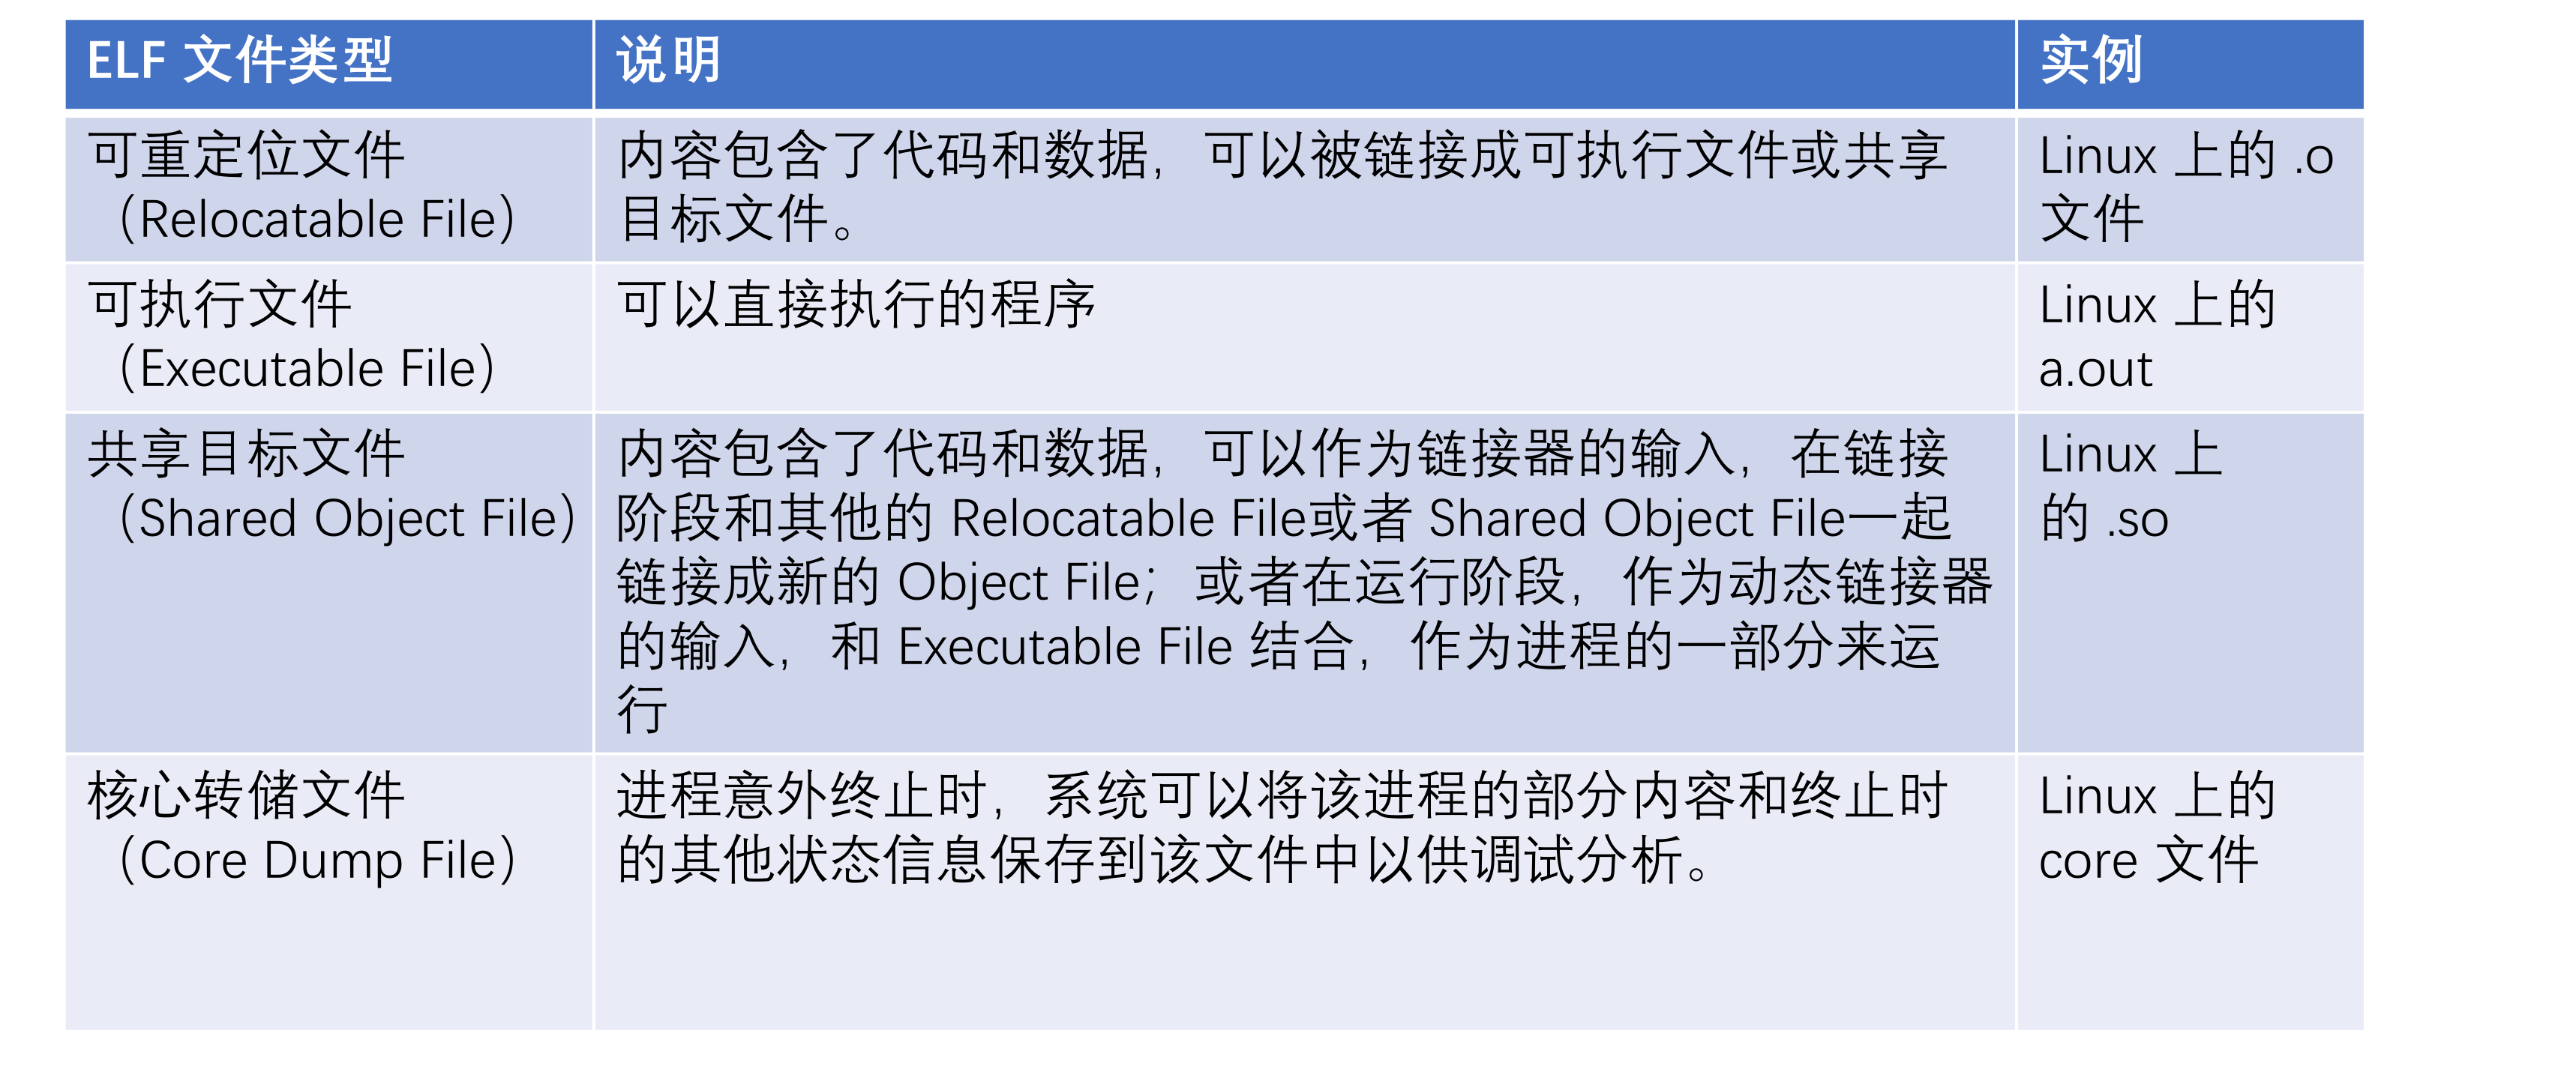 ELF 文件类型
说明
实例
可重定位文件
（Relocatable File）
内容包含了代码和数据，可以被链接成可执行文件或共享
目标文件。
Linux 上的 .o
文件
可执行文件
（Executable File）
可以直接执行的程序
Linux 上的
a.out
共享目标文件
（Shared Object File）
内容包含了代码和数据，可以作为链接器的输入，在链接
阶段和其他的 Relocatable File或者 Shared Object File一起
链接成新的 Object File；或者在运行阶段，作为动态链接器
的输入，和 Executable File 结合，作为进程的一部分来运
行
Linux 上
的 .so
核心转储文件
（Core Dump File）
进程意外终止时，系统可以将该进程的部分内容和终止时
的其他状态信息保存到该文件中以供调试分析。
Linux 上的
core 文件